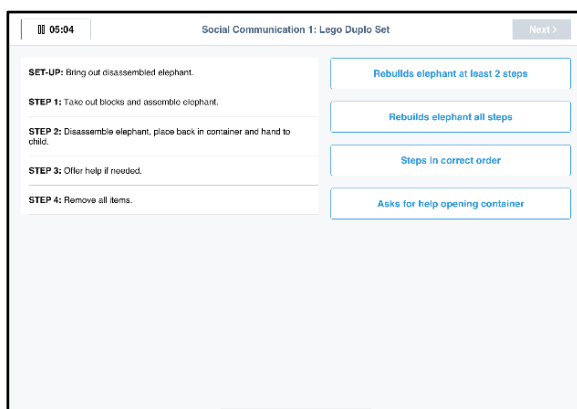 05:04
Social Communication 1: Lego Duplo Set
Next >
SET-UP: Bring out disassembled elephant.
STEP 1: Take out blocks and assemble elephant.
STEP 2: Disassemble elephant, place back in container and hand to
child.
STEP 3: Offer help if needed.
STEP 4: Remove all items.
Rebuilds elephant at least 2 steps
Rebuilds elephant all steps
Steps in correct order
Asks for help opening container